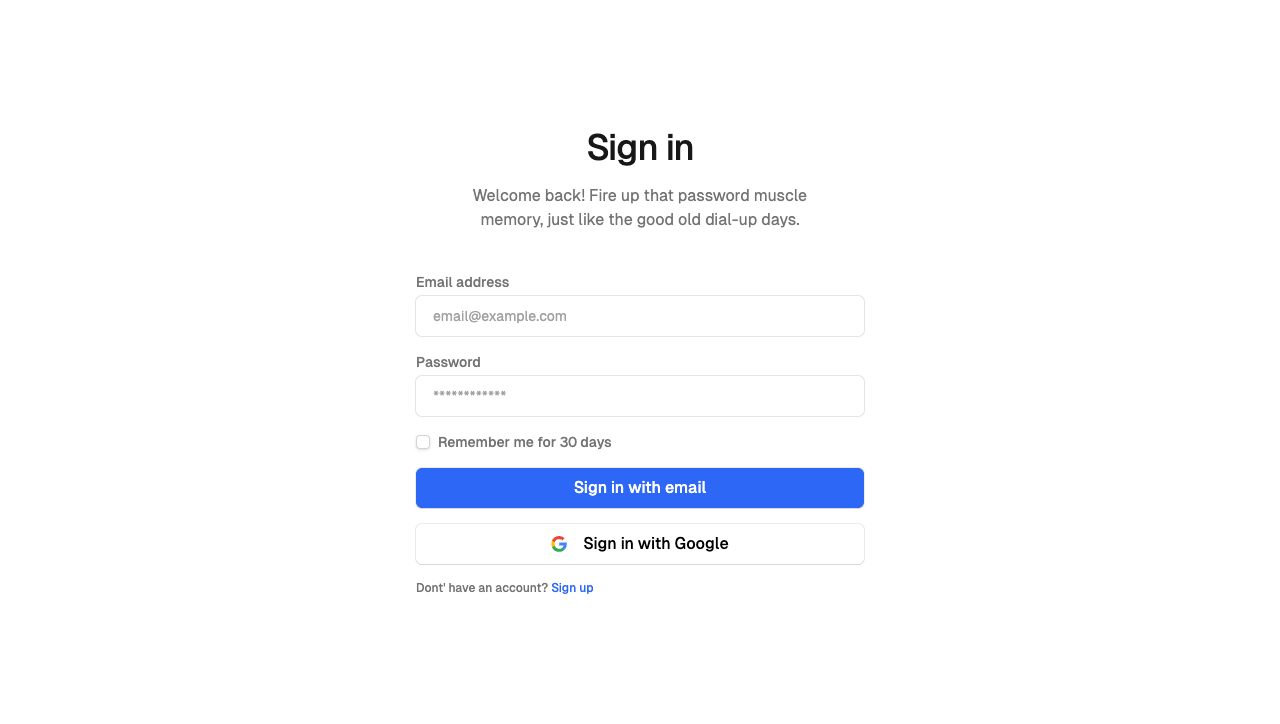 Sign in
Welcome back! Fire up that password muscle
memory, just like the good old dial-up days.
Email address
email@example.com
Password
************
Remember me for 30 days
Sign in with email
Sign in with Google
Dont' have an account? Sign up